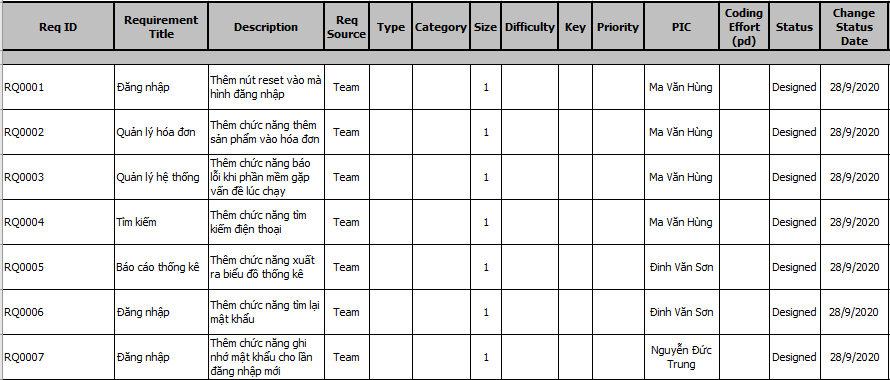 Req ID
Requirement
Title
Description
Req
Source
Type
Category
Size
Difficulty
Key
Priority
PIC
Coding
Effort
(pd)
Status
Change
Status
Date
RQ0001
Đăng nhập
Thêm nút reset vào mà
hình đăng nhập
Team
1
Ma Văn Hùng
Designed
28/9/2020
RQ0002
Quản lý hóa đơn
Thêm chức năng thêm
sản phẩm vào hóa đơn
Team
1
Ma Văn Hùng
Designed
28/9/2020
RQ0003
Quản lý hệ thống
Thêm chức năng báo
lỗi khi phần mềm gặp
vấn đề lúc chạy
Team
1
Ma Văn Hùng
Designed
28/9/2020
RQ0004
Tìm kiếm
Thêm chức năng tìm
kiếm điện thoại
Team
1
Ma Văn Hùng
Designed
28/9/2020
RQ0005
Báo cáo thống kê
Thêm chức năng xuất
ra biểu đồ thống kê
Team
1
Đinh Văn Sơn
Designed
28/9/2020
RQ0006
Đăng nhập
Thêm chức năng tìm lại
mật khẩu
Team
1
Đinh Văn Sơn
Designed
28/9/2020
RQ0007
Đăng nhập
Thêm chức năng ghi
nhớ mật khẩu cho lần
đăng nhập mới
Team
1
Nguyễn Đức
Trung
Designed
28/9/2020